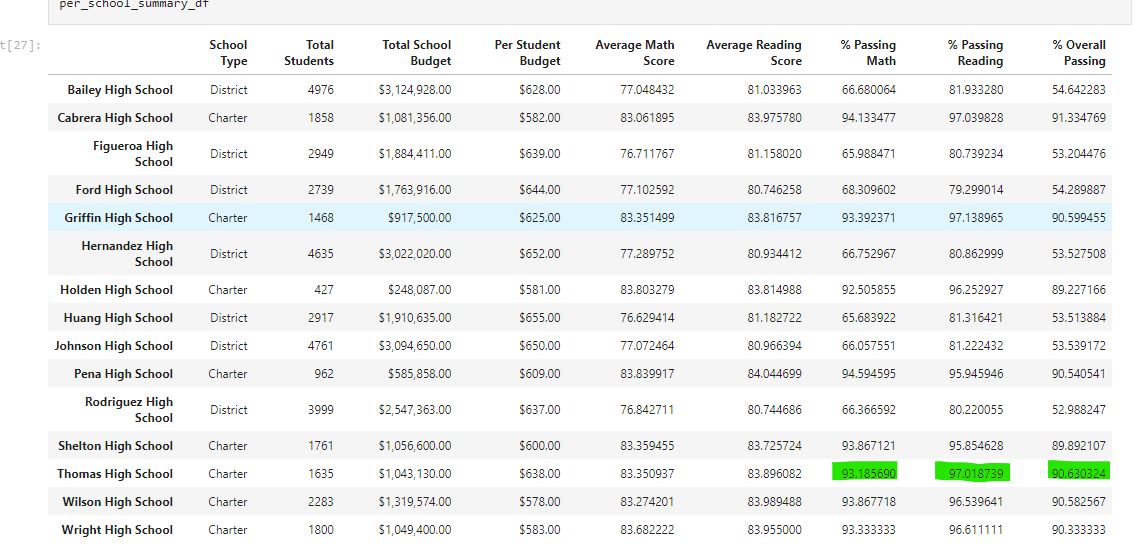 per_school_summary_df
t[27]:
School Type Total Students Total School Budget Per Student Budget Average Math Score Average Reading Score % Passing Math % Passing Reading % Overall Passing
Bailey High School District 4976 $3,124,928.00 $628.00 77.048432 81.033963 66.680064 81.933280 54.642283
Cabrera High School Charter 1858 $1,081,356.00 $582.00 83.061895 83.975780 94.133477 97.039828 91.334769
Figueroa High School District 2949 $1,884,411.00 $639.00 76.711767 81.158020 65.988471 80.739234 53.204476
Ford High School District 2739 $1,763,916.00 $644.00 77.102592 80.746258 68.309602 79.299014 54.289887
Griffin High School Charter 1468 $917,500.00 $625.00 83.351499 83.816757 93.392371 97.138965 90.599455
Hernandez High School District 4635 $3,022,020.00 $652.00 77.289752 80.934412 66.752967 80.862999 53.527508
Holden High School Charter 427 $248,087.00 $581.00 83.803279 83.814988 92.505855 96.252927 89.227166
Huang High School District 2917 $1,910,635.00 $655.00 76.629414 81.182722 65.683922 81.316421 53.513884
Johnson High School District 4761 $3,094,650.00 $650.00 77.072464 80.966394 66.057551 81.222432 53.539172
Pena High School Charter 962 $585,858.00 $609.00 83.839917 84.044699 94.594595 95.945946 90.540541
Rodriguez High School District 3999 $2,547,363.00 $637.00 76.842711 80.744686 66.366592 80.220055 52.988247
Shelton High School Charter 1761 $1,056,600.00 $600.00 83.359455 83.725724 93.867121 95.854628 89.892107
Thomas High School Charter 1635 $1,043,130.00 $638.00 83.350937 83.896082 93.185690 97.018739 90.630324
Wilson High School Charter 2283 $1,319,574.00 $578.00 83.274201 83.989488 93.867718 96.539641 90.582567
Wright High School Charter 1800 $1,049,400.00 $583.00 83.682222 83.955000 93.333333 96.611111 90.333333